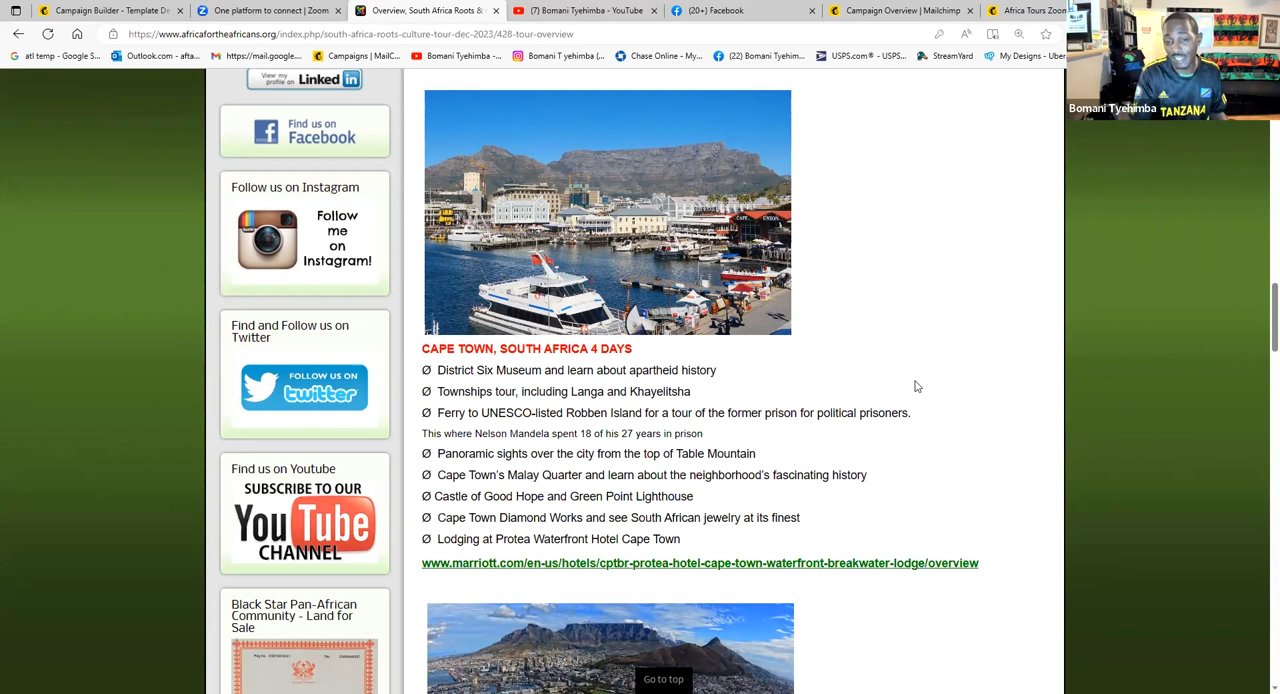 Campaign Builder - Template De
One platform to connect | Zoom
Overview, South Africa Roots &
(7) Bomani Tyehimba - YouTube
(20+) Facebook
Campaign Overview | Mailchimp
Africa Tours Zoom
https://www.africafortheafricans.org/index.php/south-africa-roots-culture-tour-dec-2023/428-tour-overview
atl temp - Google S...
Outlook.com - afta...
https://mail.google...
Campaigns | MailC...
Bomani Tyehimba -...
Bomani T yehimba (...
Chase Online - My...
(22) Bomani Tyehim...
USPS.com® - USPS...
StreamYard
My Designs - Uber
Bomani Tyehimba
TANZANA
View my
profile on Linked in
Find us on
Facebook
Follow us on Instagram
Follow
me
on
Instagram!
Find and Follow us on
Twitter
FOLLOW US ON
twitter
Find us on Youtube
SUBSCRIBE TO OUR
YouTube
CHANNEL
Black Star Pan-African
Community - Land for
Sale
CAPE TOWN, SOUTH AFRICA 4 DAYS
Ø District Six Museum and learn about apartheid history
Ø Townships tour, including Langa and Khayelitsha
Ø Ferry to UNESCO-listed Robben Island for a tour of the former prison for political prisoners.
This where Nelson Mandela spent 18 of his 27 years in prison
Ø Panoramic sights over the city from the top of Table Mountain
Ø Cape Town's Malay Quarter and learn about the neighborhood's fascinating history
Ø Castle of Good Hope and Green Point Lighthouse
Ø Cape Town Diamond Works and see South African jewelry at its finest
Ø Lodging at Protea Waterfront Hotel Cape Town
www.marriott.com/en-us/hotels/cptbr-protea-hotel-cape-town-waterfront-breakwater-lodge/overview
Go to top